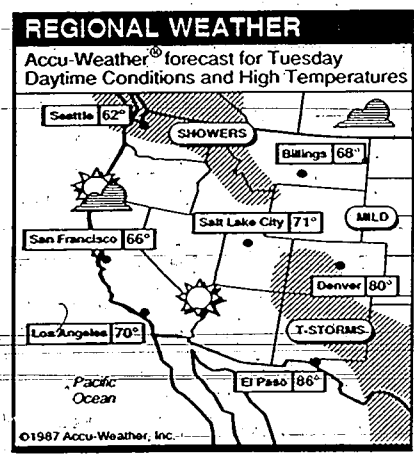 REGIONAL WEATHER
Accu-Weather® forecast for Tuesday
Daytime Conditions and High Temperatures
Seattle 62°
SHOWERS
Billings 68°
Salt Lake City 71°
MILD
San Francisco 66°
Denver 80°
Los Angeles 70°
T-STORMS
El Paso 86°
Pacific
Ocean
©1987 Accu-Weather, Inc.